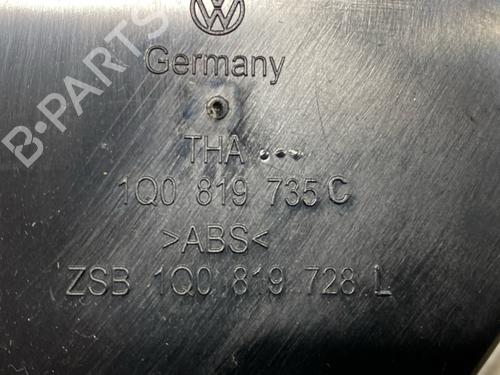 B-PARTS
Germany
THA
1Q0 819 735 C
>ABS<
ZSB 1Q0 819 728 L